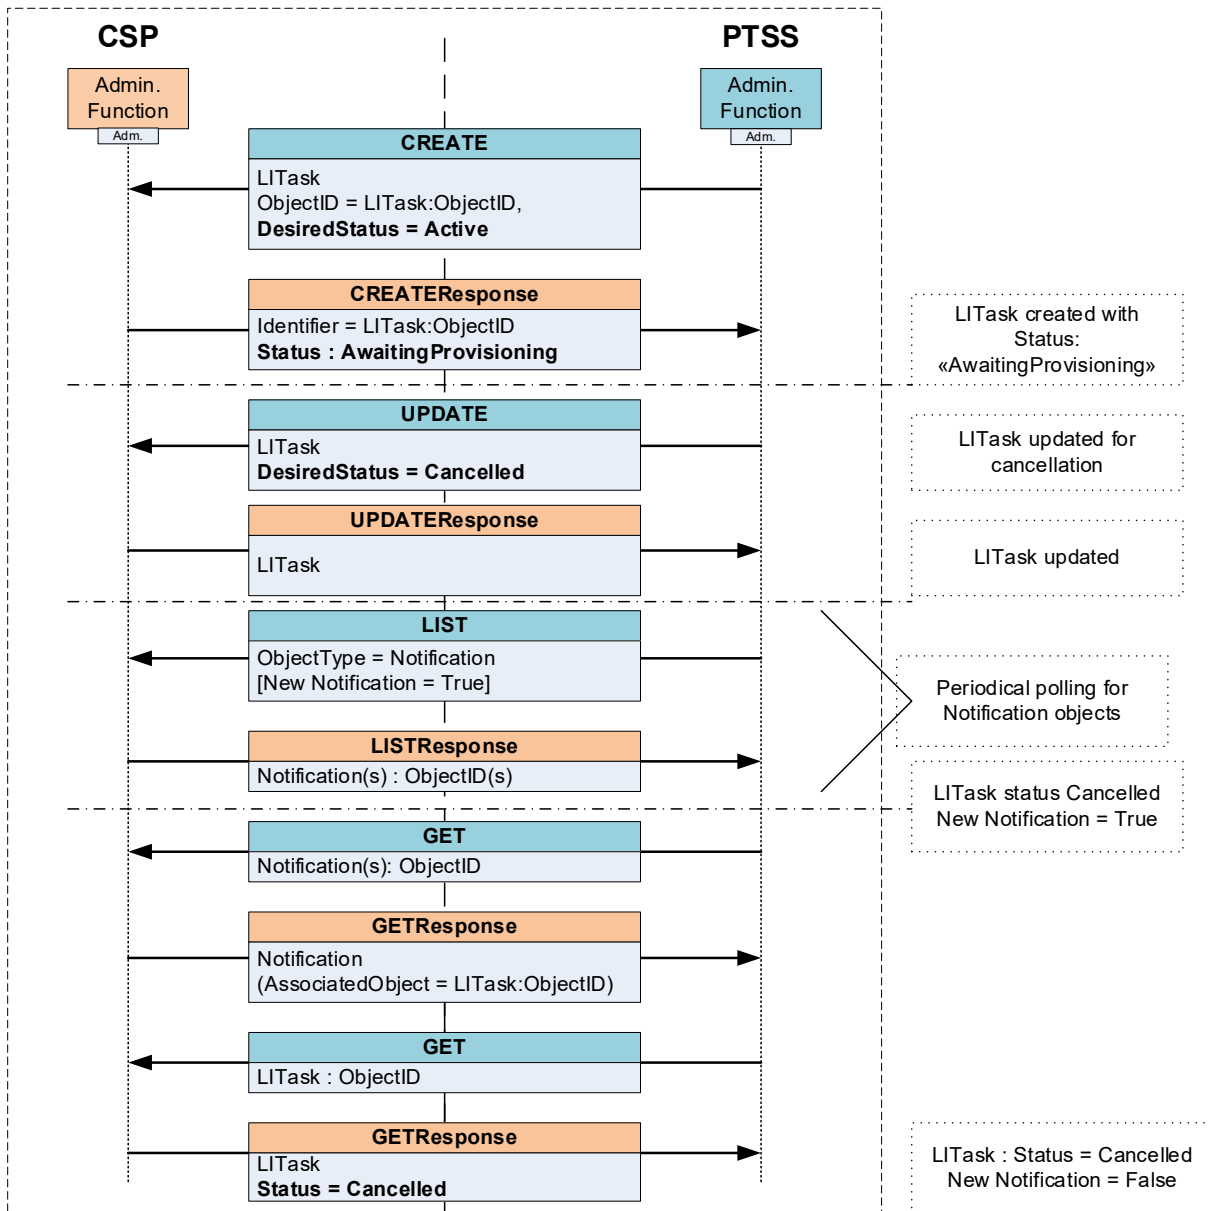 CSP
PTSS
Admin.
Function
Adm.
Admin.
Function
Adm.
CREATE
LITask
ObjectID = LITask:ObjectID,
DesiredStatus = Active
CREATEResponse
Identifier = LITask:ObjectID
Status : AwaitingProvisioning
LITask created with
Status:
«AwaitingProvisioning»
UPDATE
LITask
DesiredStatus = Cancelled
LITask updated for
cancellation
UPDATEResponse
LITask
LITask updated
LIST
ObjectType = Notification
[New Notification = True]
Periodical polling for
Notification objects
LISTResponse
Notification(s) : ObjectID(s)
LITask status Cancelled
New Notification = True
GET
Notification(s): ObjectID
GETResponse
Notification
(AssociatedObject = LITask:ObjectID)
GET
LITask : ObjectID
GETResponse
LITask
Status = Cancelled
LITask : Status = Cancelled
New Notification = False